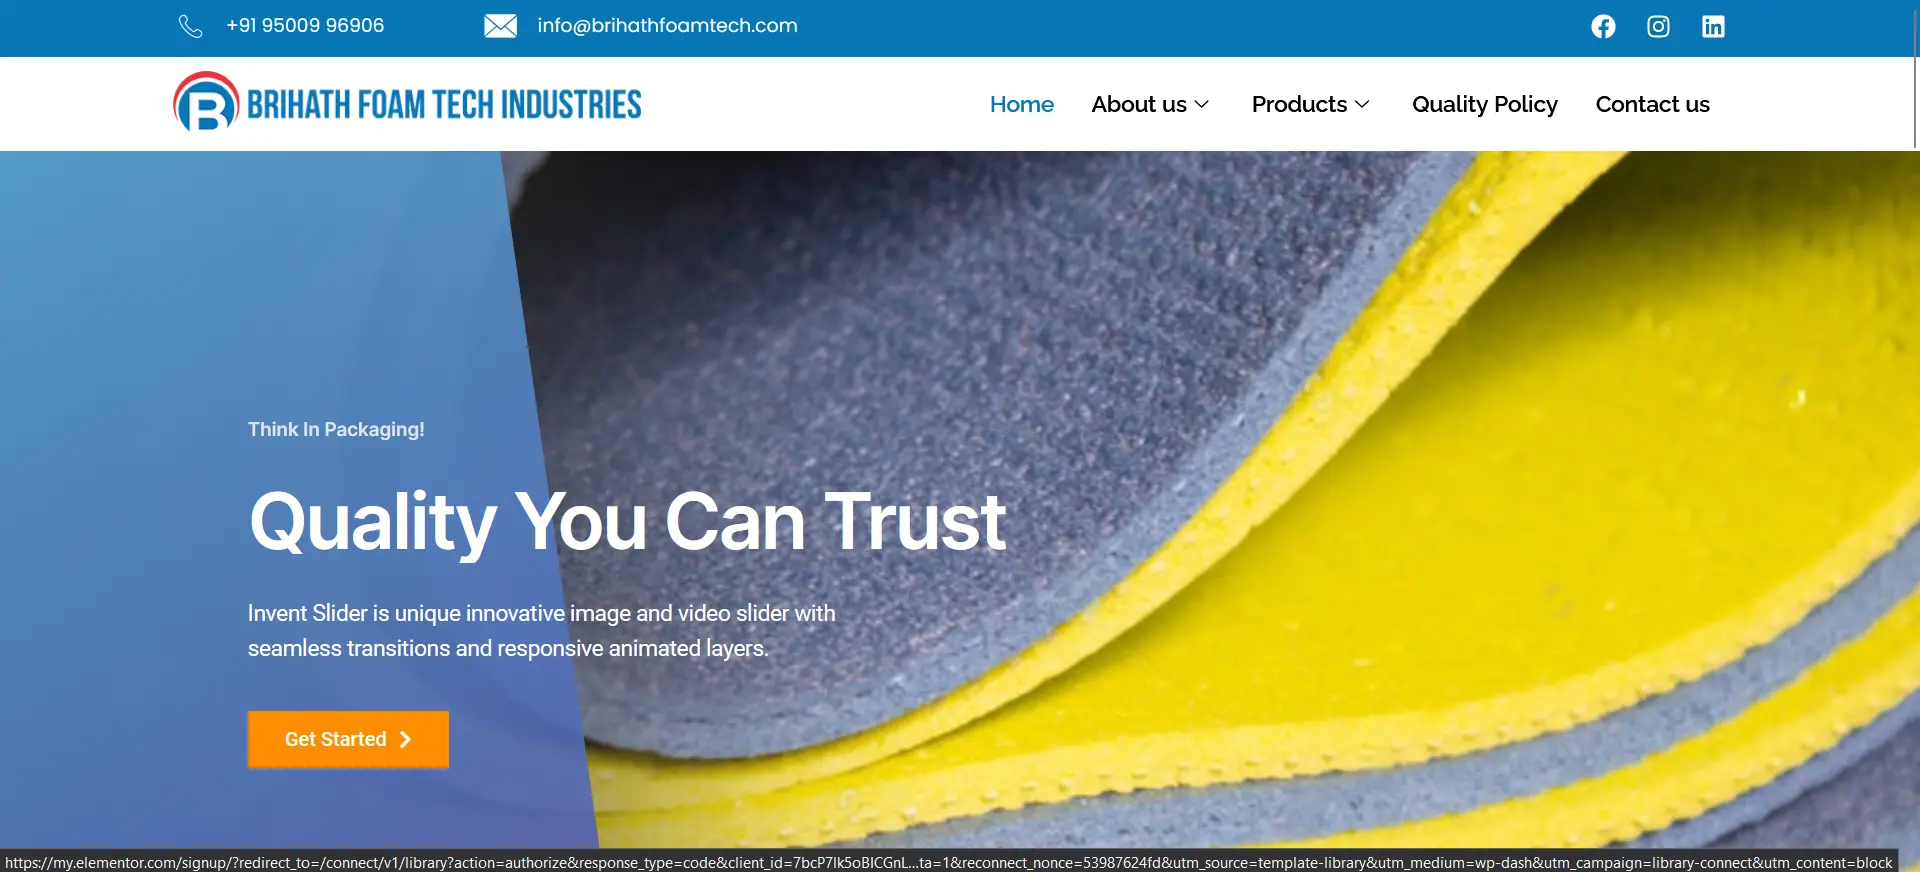 +91 95009 96906
info@brihathfoamtech.com
B BRIHATH FOAM TECH INDUSTRIES
Home
About us
Products
Quality Policy
Contact us
Think In Packaging!
Quality You Can Trust
Invent Slider is unique innovative image and video slider with
seamless transitions and responsive animated layers.
Get Started
https://my.elementor.com/signup/?redirect_to=/connect/v1/library?action=authorize&response_type=code&client_id=7bcP7lk5oBICGnL...ta=1&reconnect_nonce=53987624fd&utm_source=template-library&utm_medium=wp-dash&utm_campaign=library-connect&utm_content=block